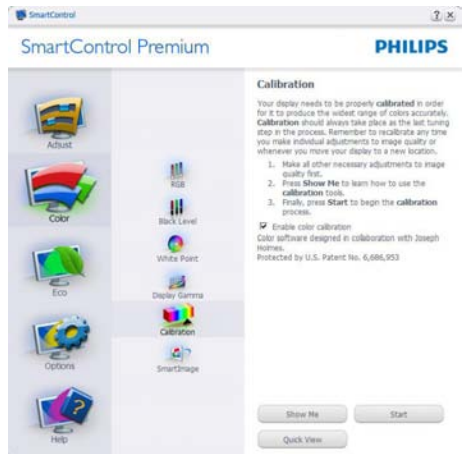 SmartControl
SmartControl Premium
PHILIPS
Adjust
Color
Eco
Options
Help
RGB
Black Level
White Point
Display Gamma
Calibration
SmartImage
Calibration
Your display needs to be properly calibrated in order
for it to produce the widest range of colors accurately.
Calibration should always take place as the last tuning
step in the process. Remember to recalibrate any time
you make individual adjustments to image quality or
whenever you move your display to a new location.
1. Make all other necessary adjustments to image
quality first.
2. Press Show Me to learn how to use the
calibration tools.
3. Finally, press Start to begin the calibration
process.
Enable color calibration
Color software designed in collaboration with Joseph
Holmes.
Protected by U.S. Patent No. 6,686,953
Show Me
Start
Quick View